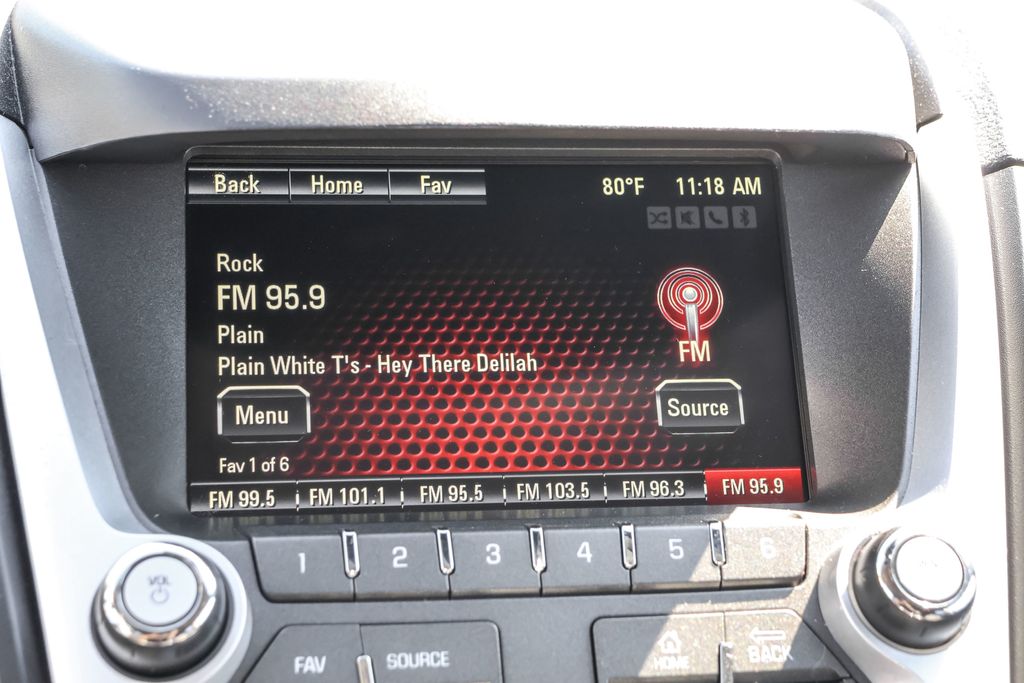 Back Home Fav 80°F 11:18 AM
Rock
FM 95.9
Plain
Plain White T's - Hey There Delilah
FM
Menu
Source
Fav 1 of 6
FM 99.5 FM 101.1 FM 95.5 FM 103.5 FM 96.3 FM 95.9
1 2 3 4 5 6
VOL
FAV SOURCE HOME BACK